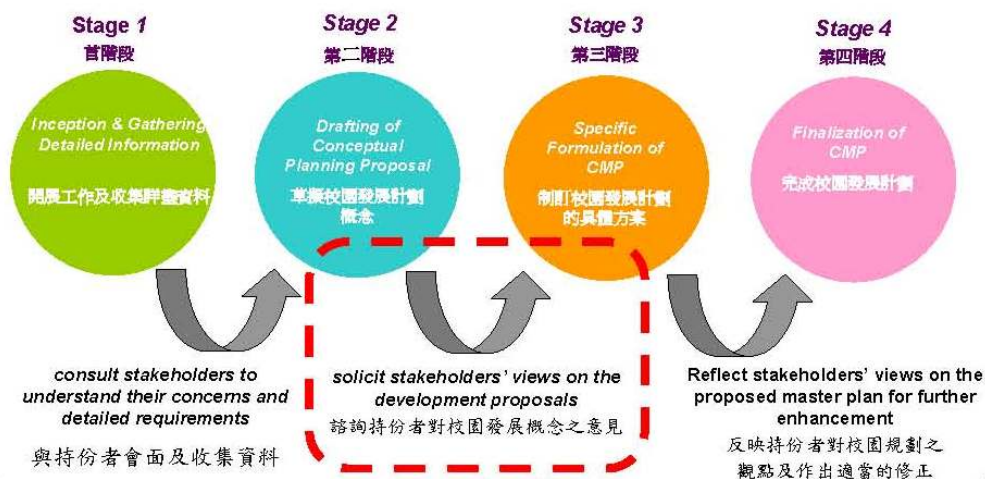 Stage 1
首階段
Inception & Gathering
Detailed Information
開展工作及收集詳盡資料
Stage 2
第二階段
Drafting of
Conceptual
Planning Proposal
草擬校園發展計劃
概念
Stage 3
第三階段
Specific
Formulation of
CMP
制訂校園發展計劃
的具體方案
Stage 4
第四階段
Finalization of
CMP
完成校園發展計劃
consult stakeholders to
understand their concerns and
detailed requirements
與持份者會面及收集資料
solicit stakeholders’ views on the
development proposals
諮詢持份者對校園發展概念之意見
Reflect stakeholders’ views on the
proposed master plan for further
enhancement
反映持份者對校園規劃之
觀點及作出適當的修正